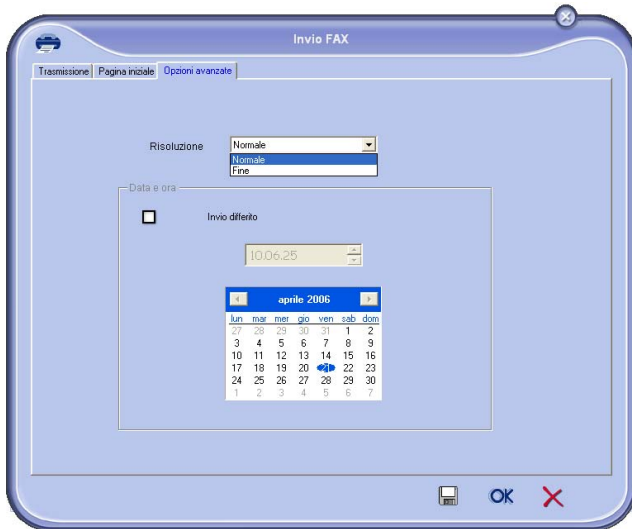 Invio FAX
Trasmissione Pagina iniziale Opzioni avanzate
Risoluzione Normale
Normale
Fine
Data e ora
Invio differito
10.06.25
aprile 2006
lun mar mer gio ven sab dom
27 28 29 30 31 1 2
3 4 5 6 7 8 9
10 11 12 13 14 15 16
17 18 19 20 21 22 23
24 25 26 27 28 29 30
1 2 3 4 5 6 7
OK